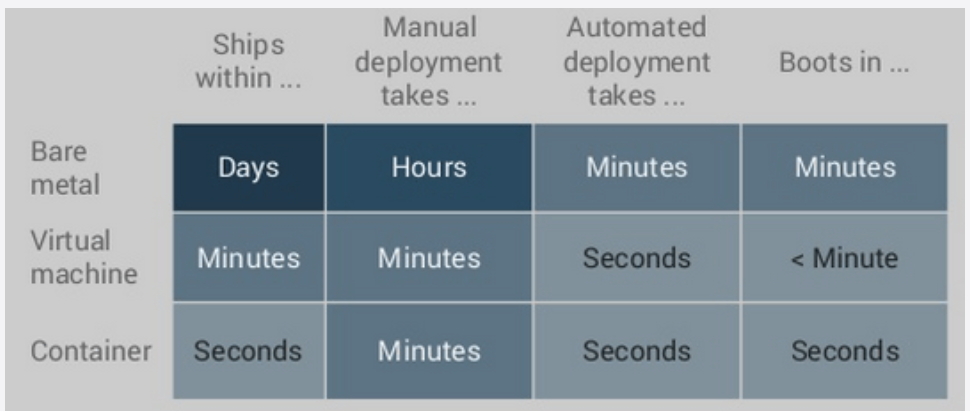 Ships within ...
Manual deployment takes ...
Automated deployment takes ...
Boots in ...
Bare metal
Days
Hours
Minutes
Minutes
Virtual machine
Minutes
Minutes
Seconds
< Minute
Container
Seconds
Minutes
Seconds
Seconds